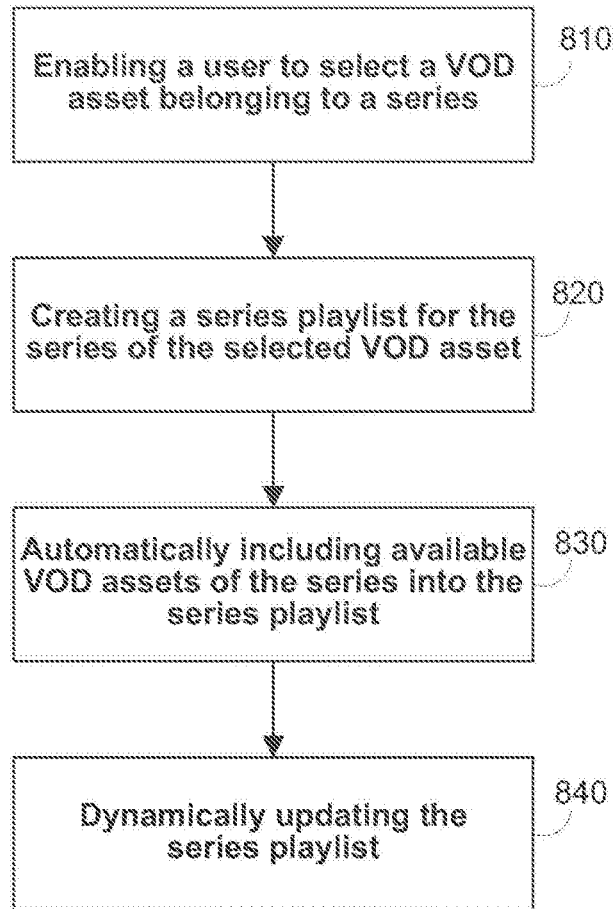 810
Enabling a user to select a VOD
asset belonging to a series
820
Creating a series playlist for the
series of the selected VOD asset
830
Automatically including available
VOD assets of the series into the
series playlist
840
Dynamically updating the
series playlist